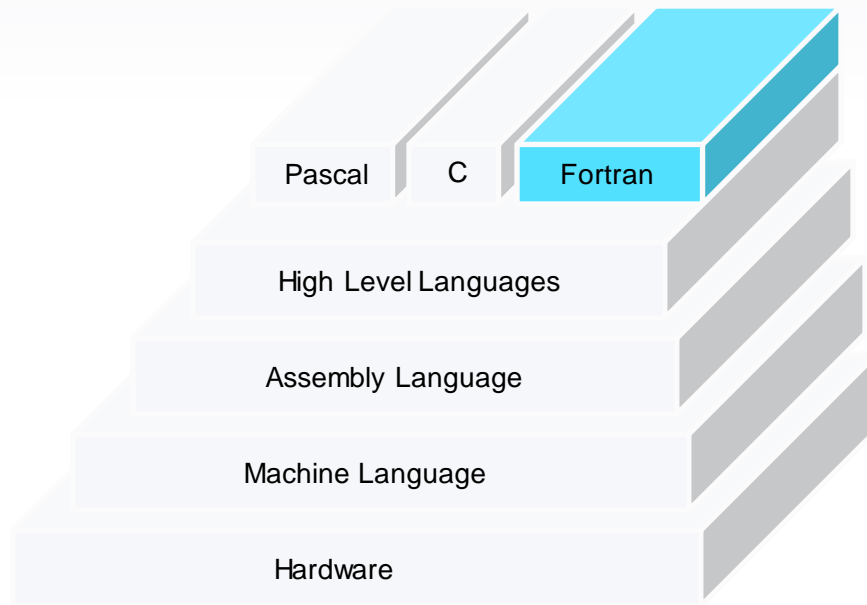 Pascal
C
Fortran
High Level Languages
Assembly Language
Machine Language
Hardware